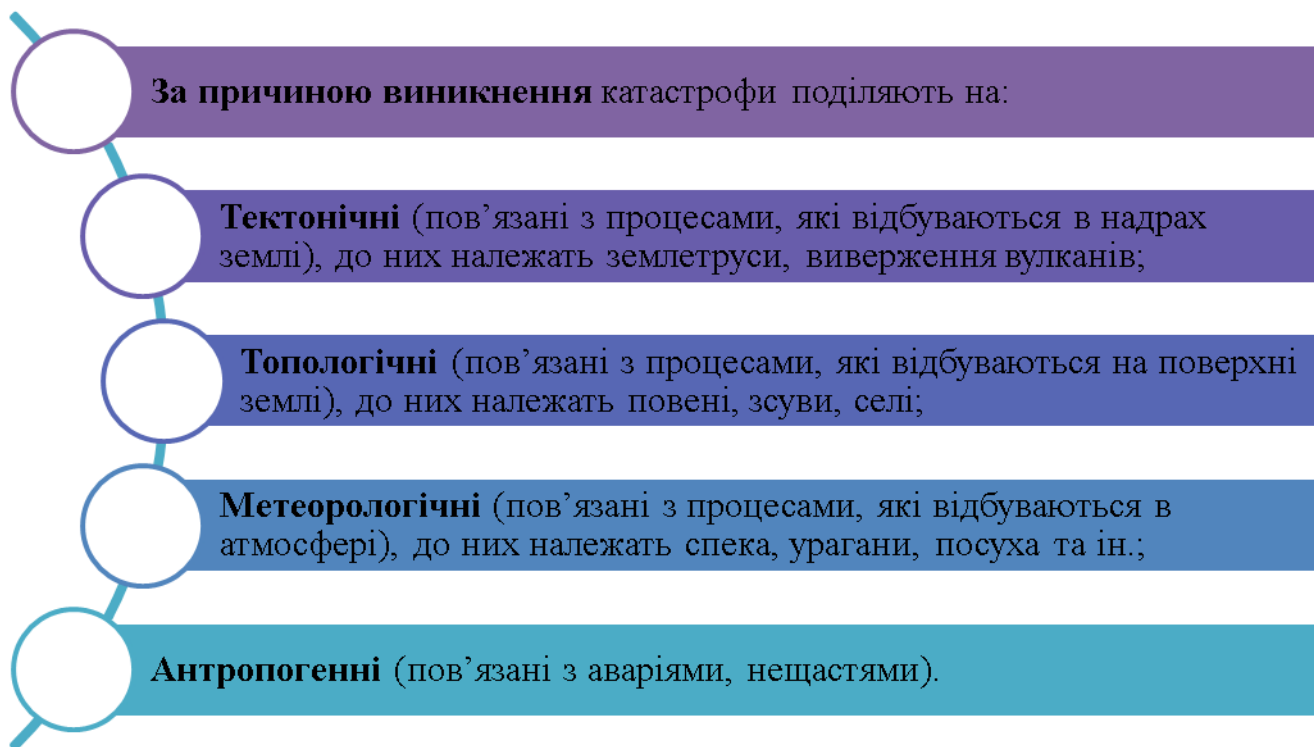 За причиною виникнення катастрофи поділяють на:
Тектонічні (пов’язані з процесами, які відбуваються в надрах
землі), до них належать землетруси, виверження вулканів;
Топологічні (пов’язані з процесами, які відбуваються на поверхні
землі), до них належать повені, зсуви, селі;
Метеорологічні (пов’язані з процесами, які відбуваються в
атмосфері), до них належать спека, урагани, посуха та ін.;
Антропогенні (пов’язані з аваріями, нещастями).